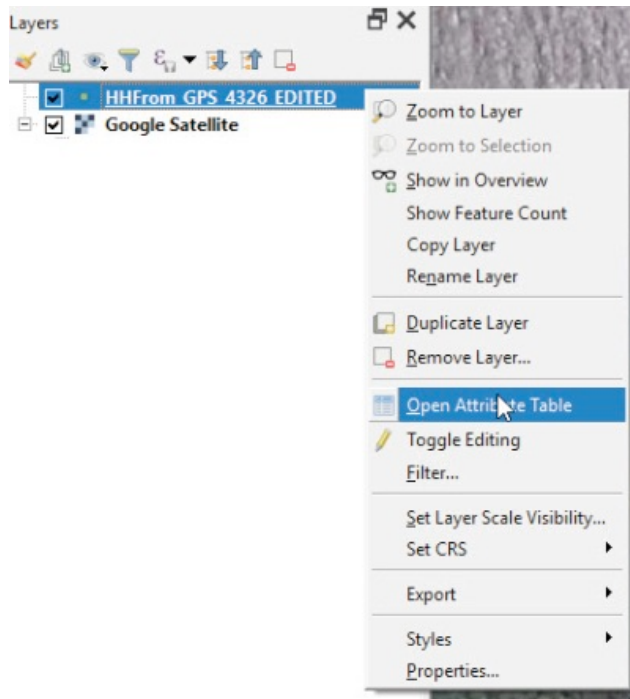 Layers
HHFrom GPS 4326 EDITED
Google Satellite
Zoom to Layer
Zoom to Selection
Show in Overview
Show Feature Count
Copy Layer
Rename Layer
Duplicate Layer
Remove Layer...
Open Attribute Table
Toggle Editing
Filter...
Set Layer Scale Visibility...
Set CRS
Export
Styles
Properties...